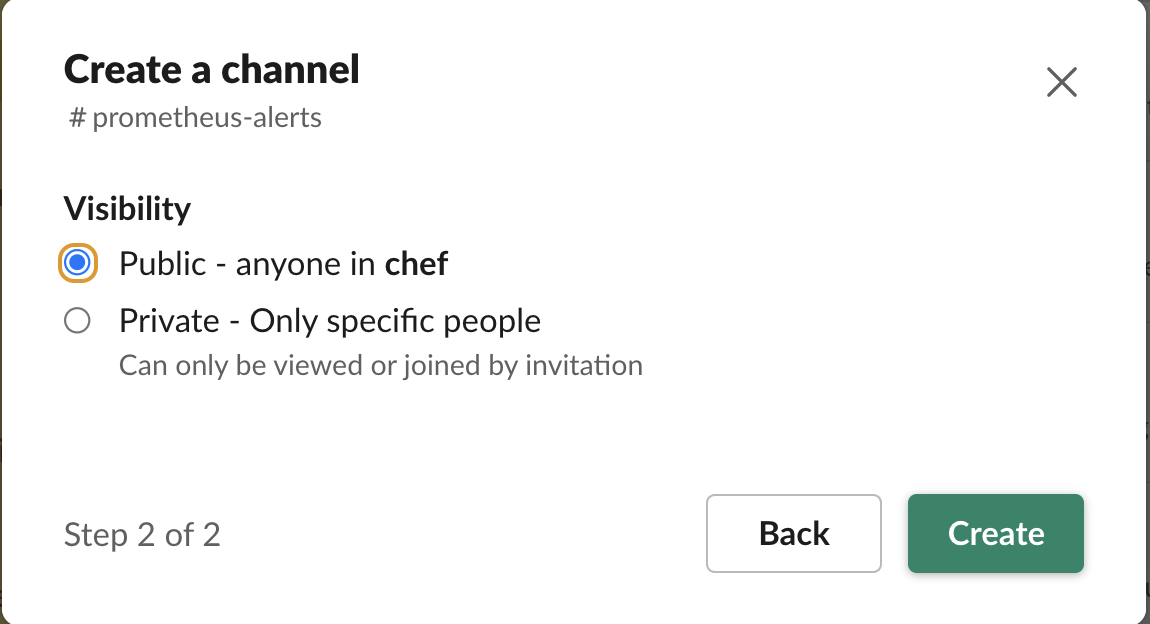 Create a channel
# prometheus-alerts
Visibility
Public - anyone in chef
Private - Only specific people
Can only be viewed or joined by invitation
Step 2 of 2
Back
Create